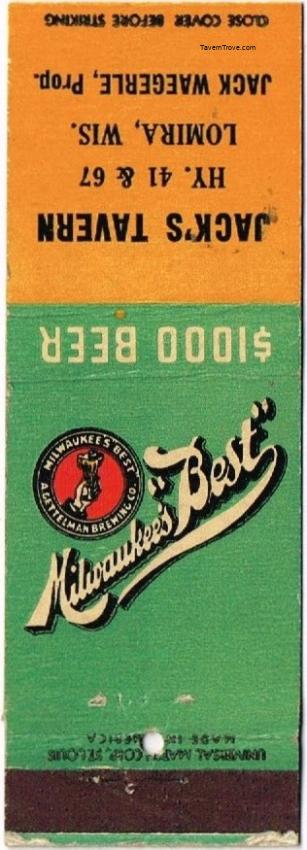 CLOSE COVER BEFORE STRIKING
TavernTrove.com
JACK WAEGERLE, Prop.
LOMIRA, WIS.
HY. 41 & 67
JACK'S TAVERN
$1000 BEER
MILWAUKEE'S BEST
A. GETTELMAN BREWING CO.
Milwaukee's "Best"
UNIVERSAL MATCH CORP. ST. LOUIS
MADE IN AMERICA